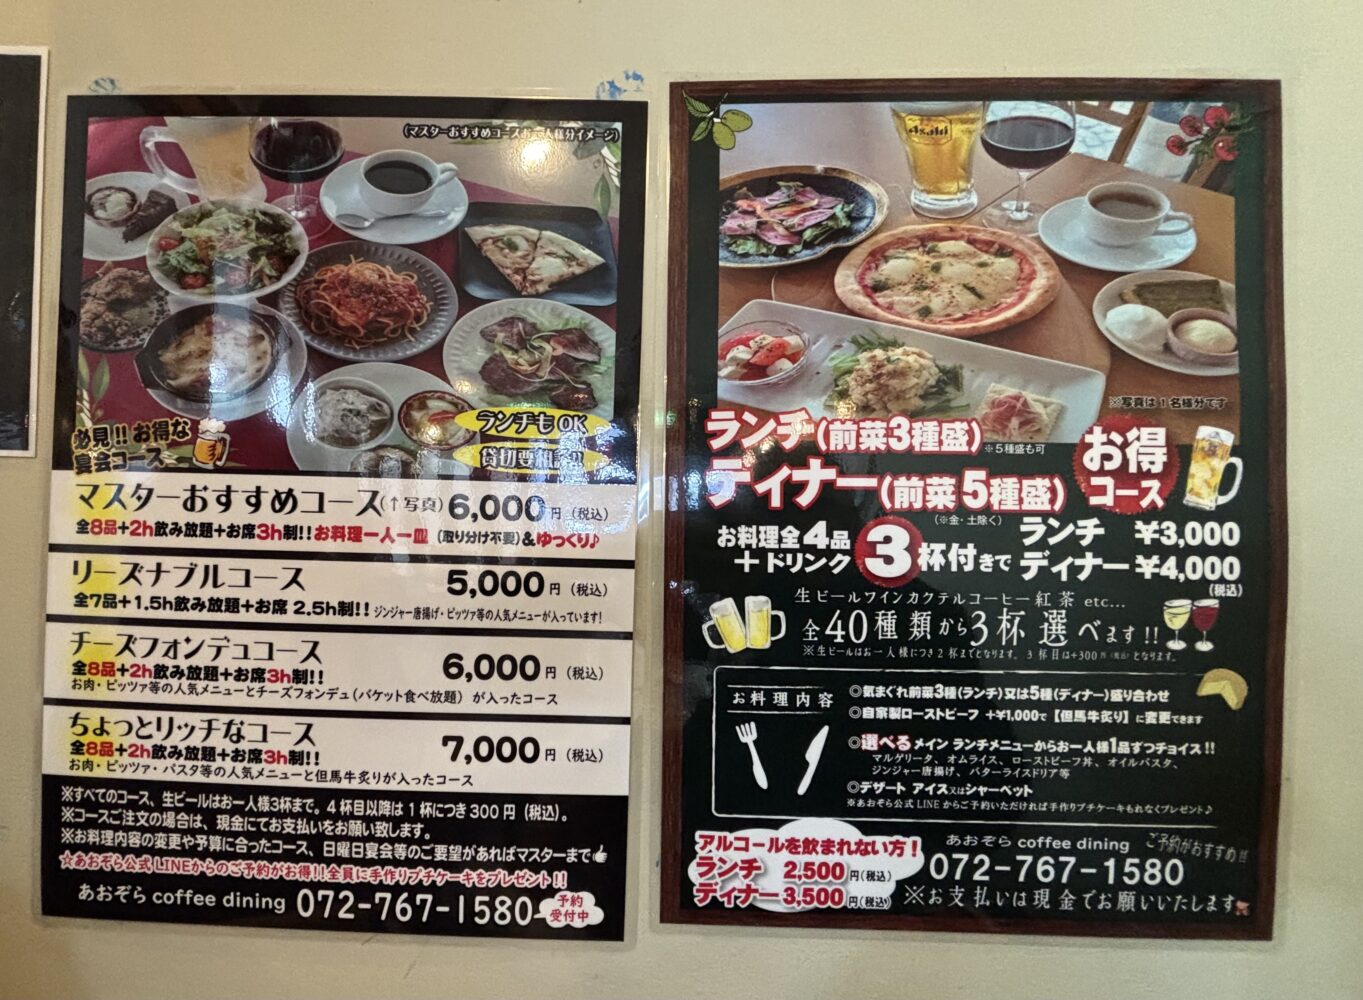 (マスターおすすめコースお一人様分イメージ)
ランチもOK
必見!!お得な
宴会コース
マスターおすすめコース(↑写真) 6,000円(税込)
全8品+2h飲み放題+お席3h制!!お料理一人一皿(取り分け不要)&ゆっくり♪
リーズナブルコース 5,000円(税込)
全7品+1.5h飲み放題+お席 2.5h制!! ジンジャー唐揚げ・ピッツァ等の人気メニューが入っています!
チーズフォンデュコース 6,000円(税込)
全8品+2h飲み放題+お席3h制!!
お肉・ピッツァ等の人気メニューとチーズフォンデュ(バケット食べ放題)が入ったコース
ちょっとリッチなコース 7,000円(税込)
全8品+2h飲み放題+お席3h制!!
お肉・ピッツァ・パスタ等の人気メニューと但馬牛炙りが入ったコース
※すべてのコース、生ビールはお一人様3杯まで。4杯目以降は1杯につき300円(税込)。
※コースご注文の場合は、現金にてお支払いをお願い致します。
※お料理内容の変更や予算に合ったコース、日曜日宴会等のご要望があればマスターまで
☆あおぞら公式LINEからのご予約がお得!!全員に手作りプチケーキをプレゼント!!
あおぞら coffee dining 072-767-1580
予約
受付中
Asahi
※写真は1名様分です
ランチ(前菜3種盛) ※5種盛も可
ディナー(前菜5種盛)
お得
コース
(※金・土除く)
お料理全4品
+ドリンク 3杯付きで
ランチ ¥3,000
ディナー ¥4,000
(税込)
生ビールワインカクテルコーヒー紅茶 etc...
全40種類から3杯選べます!!
※生ビールはお一人様につき2杯までとなります。3杯目は+300円(税込)となります。
お料理内容
◎気まぐれ前菜3種(ランチ)又は5種(ディナー)盛り合わせ
◎自家製ローストビーフ +¥1,000で【但馬牛炙り】に変更できます
◎選べるメイン ランチメニューからお一人様1品ずつチョイス!!
マルゲリータ、オムライス、ローストビーフ丼、オイルパスタ、
ジンジャー唐揚げ、バターライスドリア等
◎デザート アイス又はシャーベット
※あおぞら公式LINEからご予約いただければ手作りプチケーキもれなくプレゼント♪
アルコールを飲まれない方!
ランチ 2,500円(税込)
ディナー 3,500円(税込)
あおぞら coffee dining ご予約がおすすめ!!
072-767-1580
※お支払いは現金でお願いいたします